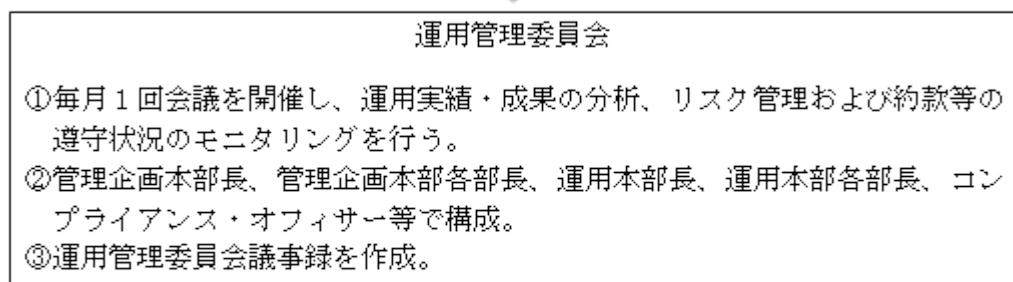 運用管理委員会
①毎月１回会議を開催し、運用実績・成果の分析、リスク管理および約款等の
遵守状況のモニタリングを行う。
②管理企画本部長、管理企画本部各部長、運用本部長、運用本部各部長、コン
プライアンス・オフィサー等で構成。
③運用管理委員会議事録を作成。